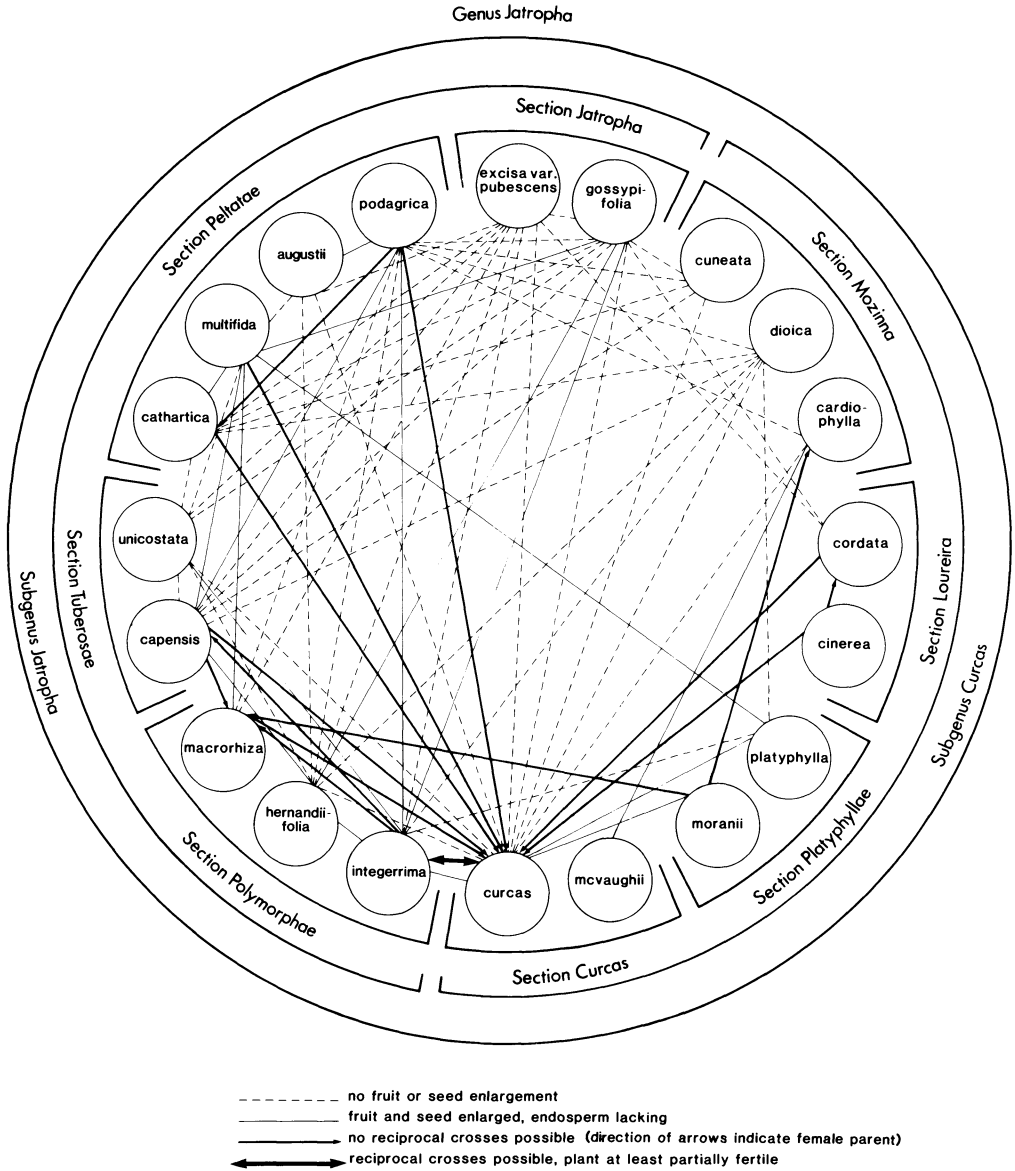 Genus Jatropha
Section Jatropha
Section Peltatae
Section Mozinna
excisa var.
pubescens
gossypi-
folia
podagrica
augustii
cuneata
multifida
dioica
cathartica
cardio-
phylla
unicostata
cordata
Section Tuberosae
Section Loureira
Subgenus Jatropha
Subgenus Curcas
capensis
cinerea
macrorhiza
platyphylla
hernandii-
folia
moranii
integerrima
curcas
mcvaughii
Section Polymorphae
Section Platyphyllae
Section Curcas
no fruit or seed enlargement
fruit and seed enlarged, endosperm lacking
no reciprocal crosses possible (direction of arrows indicate female parent)
reciprocal crosses possible, plant at least partially fertile